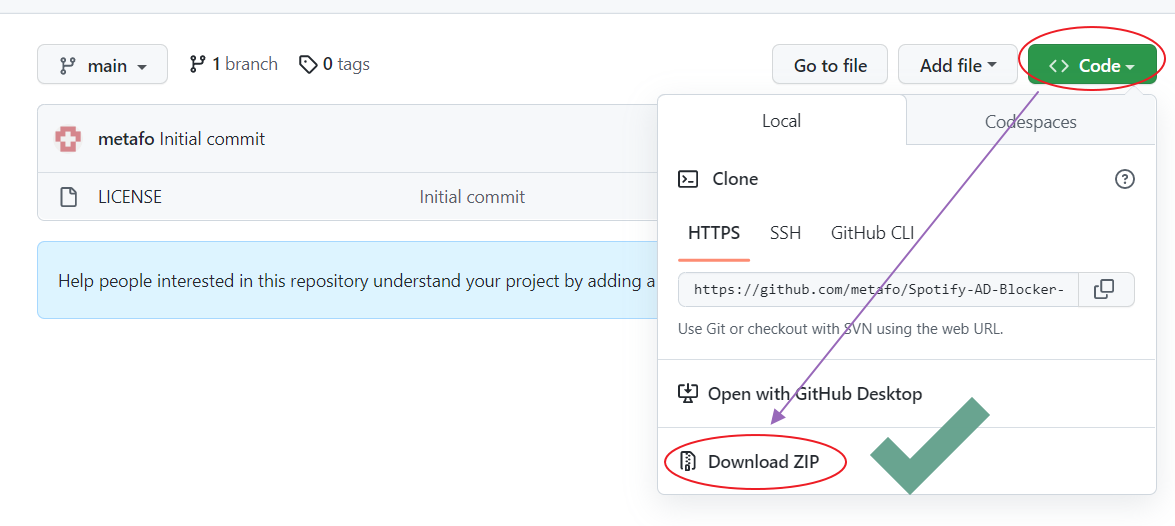 main 1 branch 0 tags Go to file Add file <> Code
Local Codespaces
metafo Initial commit
Clone
LICENSE Initial commit
HTTPS SSH GitHub CLI
Help people interested in this repository understand your project by adding a
https://github.com/metafo/Spotify-AD-Blocker-
Use Git or checkout with SVN using the web URL.
Open with GitHub Desktop
Download ZIP